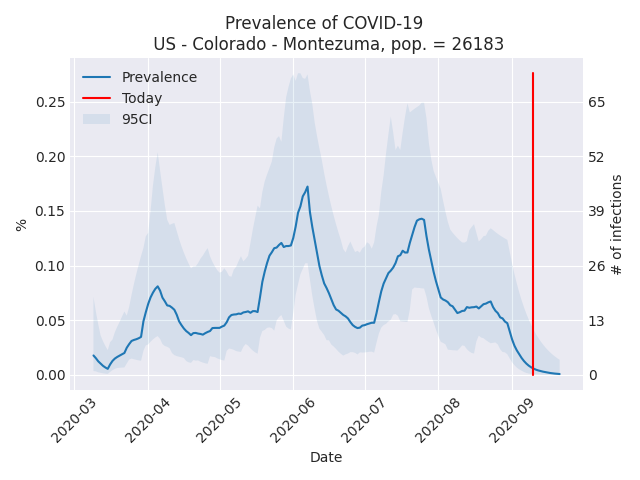 Prevalence of COVID-19
US - Colorado - Montezuma, pop. = 26183
Prevalence
Today
95CI
0.25
0.20
0.15
0.10
0.05
0.00
%
65
52
39
26
13
0
# of infections
2020-03
2020-04
2020-05
2020-06
2020-07
2020-08
2020-09
Date